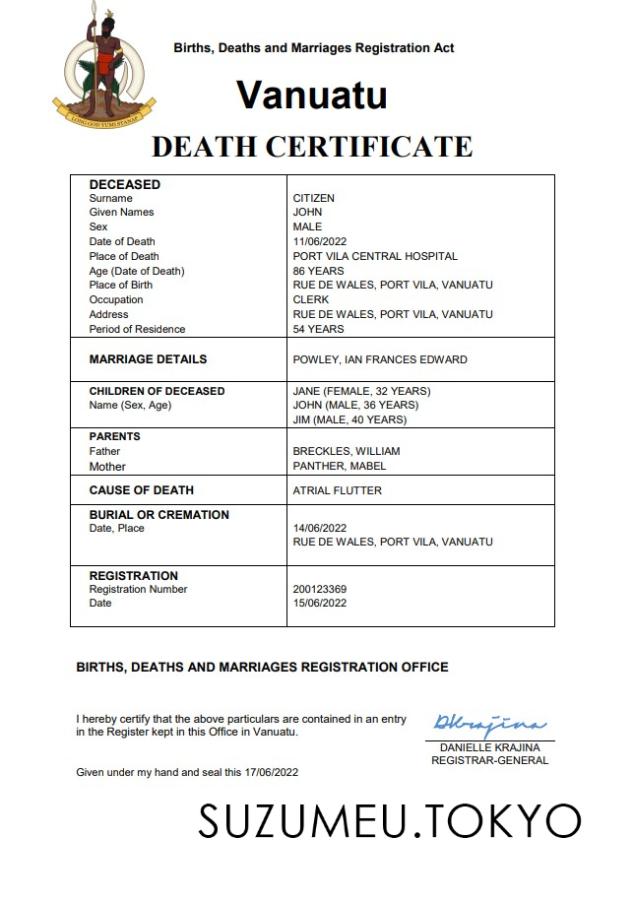 Births, Deaths and Marriages Registration Act
Vanuatu
LONG GOD YUMI STANAP
DEATH CERTIFICATE
DECEASED
Surname CITIZEN
Given Names JOHN
Sex MALE
Date of Death 11/06/2022
Place of Death PORT VILA CENTRAL HOSPITAL
Age (Date of Death) 86 YEARS
Place of Birth RUE DE WALES, PORT VILA, VANUATU
Occupation CLERK
Address RUE DE WALES, PORT VILA, VANUATU
Period of Residence 54 YEARS
MARRIAGE DETAILS POWLEY, IAN FRANCES EDWARD
CHILDREN OF DECEASED JANE (FEMALE, 32 YEARS)
Name (Sex, Age) JOHN (MALE, 36 YEARS)
JIM (MALE, 40 YEARS)
PARENTS
Father BRECKLES, WILLIAM
Mother PANTHER, MABEL
CAUSE OF DEATH ATRIAL FLUTTER
BURIAL OR CREMATION
Date, Place 14/06/2022
RUE DE WALES, PORT VILA, VANUATU
REGISTRATION
Registration Number 200123369
Date 15/06/2022
BIRTHS, DEATHS AND MARRIAGES REGISTRATION OFFICE
I hereby certify that the above particulars are contained in an entry
in the Register kept in this Office in Vanuatu.
DKrajina
DANIELLE KRAJINA
REGISTRAR-GENERAL
Given under my hand and seal this 17/06/2022
SUZUMEU.TOKYO